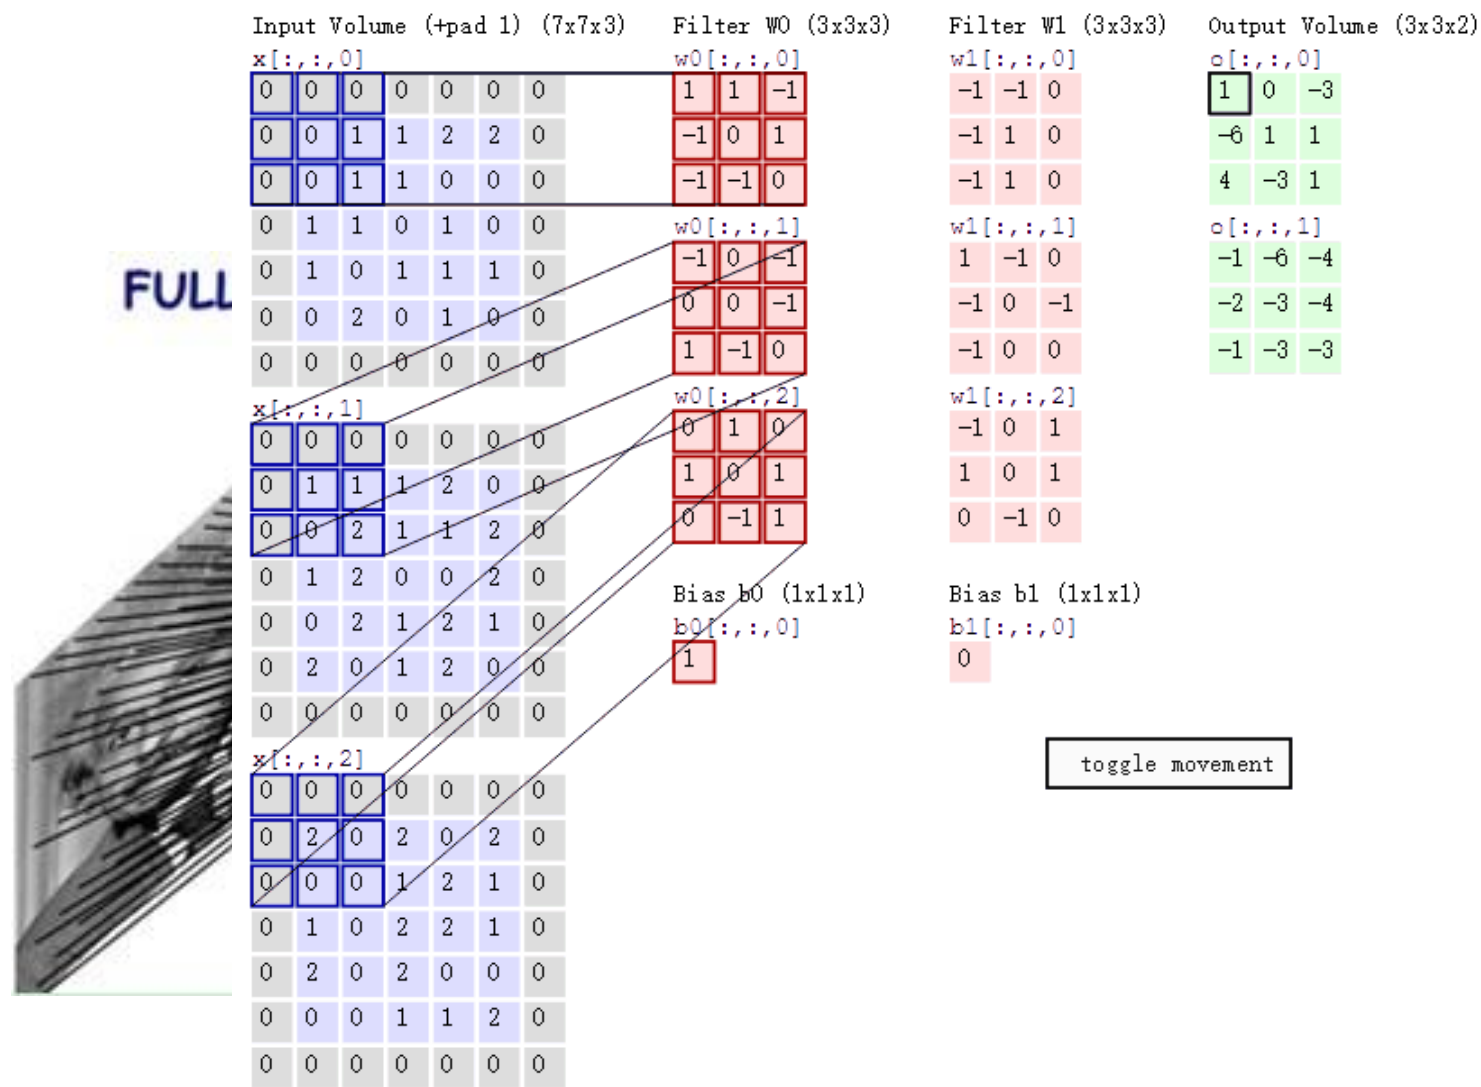 Input Volume (+pad 1) (7x7x3) Filter W0 (3x3x3) Filter W1 (3x3x3) Output Volume (3x3x2)
x[:,:,0] w0[:,:,0] w1[:,:,0] o[:,:,0]
0 0 0 0 0 0 0 1 1 -1 -1 -1 0 1 0 -3
0 0 1 1 2 2 0 -1 0 1 -1 1 0 -6 1 1
0 0 1 1 0 0 0 -1 -1 0 -1 1 0 4 -3 1
0 1 1 0 1 0 0 w0[:,:,1] w1[:,:,1] o[:,:,1]
0 1 0 1 1 1 0 -1 0 -1 1 -1 0 -1 -6 -4
0 0 2 0 1 0 0 0 0 -1 -1 0 -1 -2 -3 -4
0 0 0 0 0 0 0 1 -1 0 -1 0 0 -1 -3 -3
FULL
x[:,:,1] w0[:,:,2] w1[:,:,2]
0 0 0 0 0 0 0 0 1 0 -1 0 1
0 1 1 1 2 0 0 1 0 1 1 0 1
0 0 2 1 1 2 0 0 -1 1 0 -1 0
0 1 2 0 0 2 0 Bias b0 (1x1x1) Bias b1 (1x1x1)
0 0 2 1 2 1 0 b0[:,:,0] b1[:,:,0]
0 2 0 1 2 0 0 1 0
0 0 0 0 0 0 0
x[:,:,2]
toggle movement
0 0 0 0 0 0 0
0 2 0 2 0 2 0
0 0 0 1 2 1 0
0 1 0 2 2 1 0
0 2 0 2 0 0 0
0 0 0 1 1 2 0
0 0 0 0 0 0 0